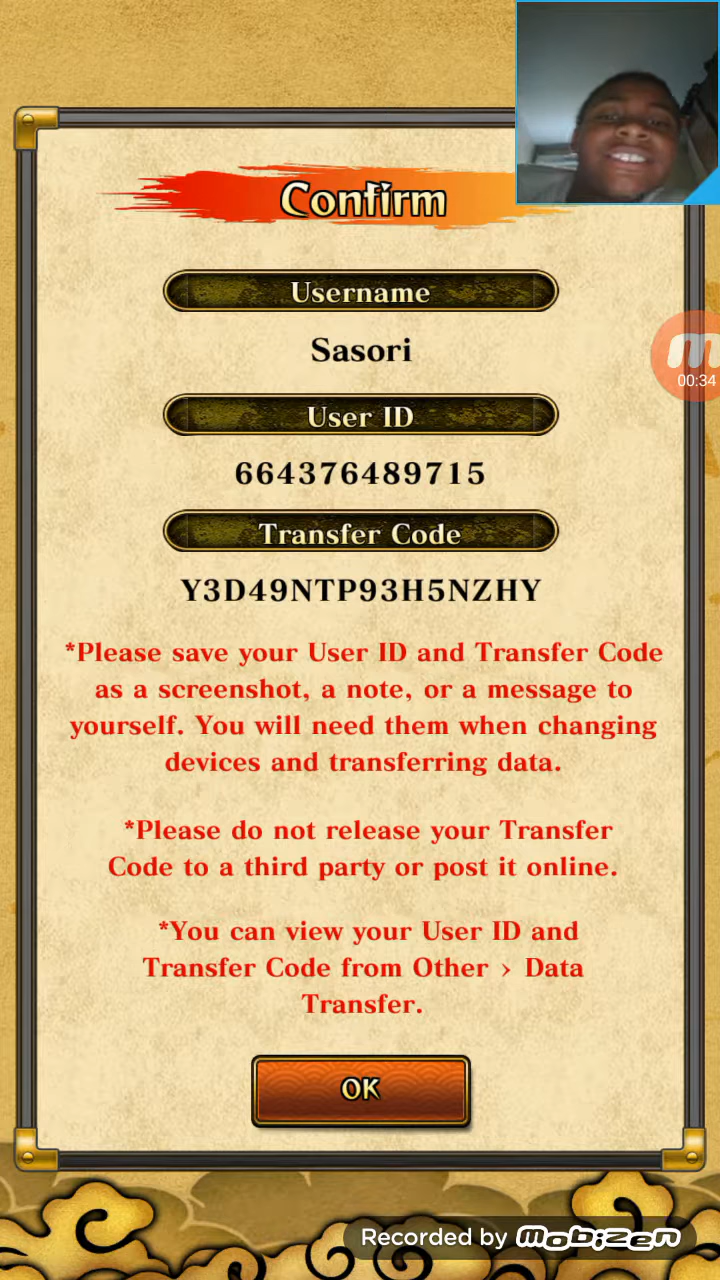 Confirm
Username
Sasori
00:34
User ID
664376489715
Transfer Code
Y3D49NTP93H5NZHY
*Please save your User ID and Transfer Code
as a screenshot, a note, or a message to
yourself. You will need them when changing
devices and transferring data.
*Please do not release your Transfer
Code to a third party or post it online.
*You can view your User ID and
Transfer Code from Other › Data
Transfer.
OK
Recorded by Mobizen